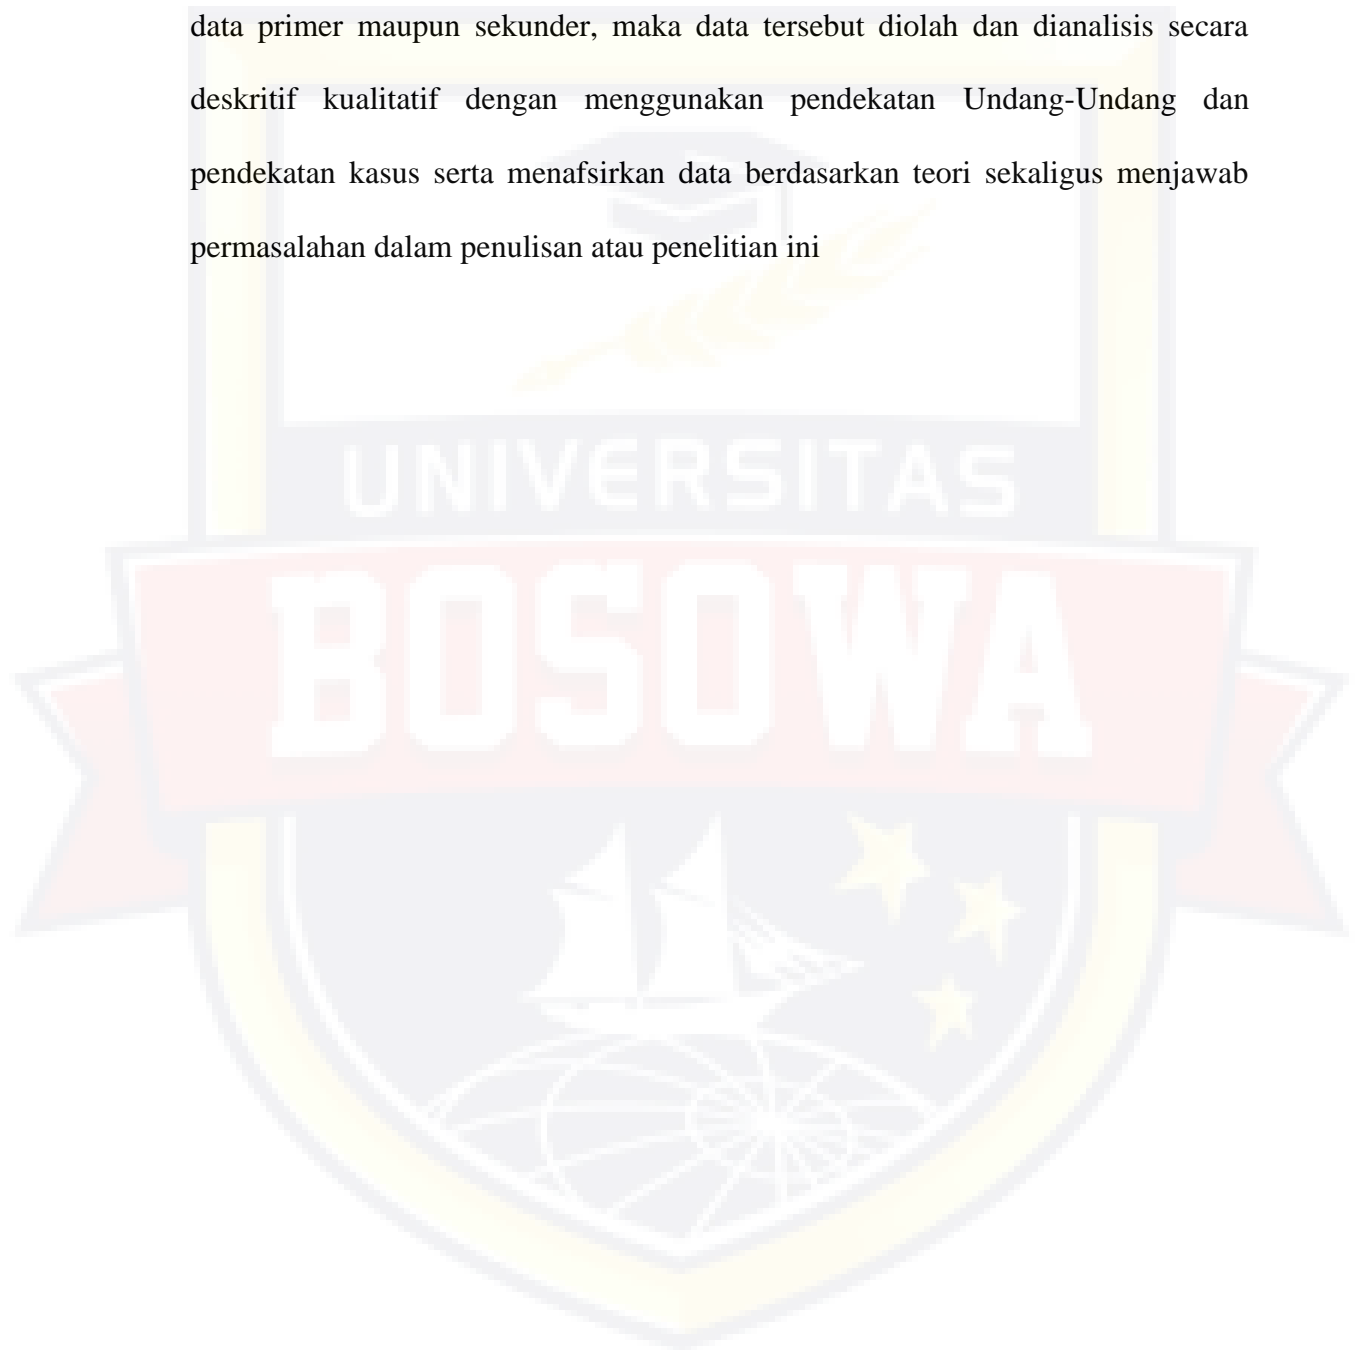 data primer maupun sekunder, maka data tersebut diolah dan dianalisis secara
deskritif kualitatif dengan menggunakan pendekatan Undang-Undang dan
pendekatan kasus serta menafsirkan data berdasarkan teori sekaligus menjawab
permasalahan dalam penulisan atau penelitian ini
UNIVERSITAS
BOSOWA